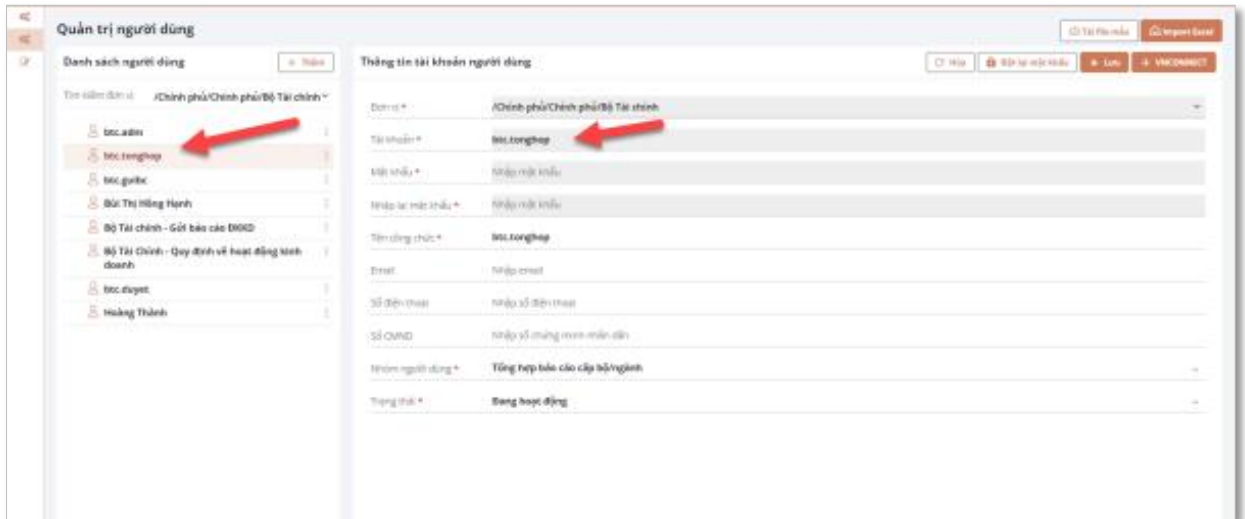 Quản trị người dùng
Tải file mẫu
Import Excel
Danh sách người dùng
+ Thêm
Tìm kiếm đơn vị
/Chính phủ/Chính phủ/Bộ Tài chính
btc.adm
btc.tonghop
btc.guibc
Bùi Thị Hồng Hạnh
Bộ Tài chính - Gửi báo cáo ĐKKD
Bộ Tài Chính - Quy định về hoạt động kinh
doanh
btc.duyet
Hoàng Thành
Thông tin tài khoản người dùng
Hủy
Đặt lại mật khẩu
Lưu
VNCONNECT
Đơn vị *
/Chính phủ/Chính phủ/Bộ Tài chính
Tài khoản *
btc.tonghop
Mật khẩu *
Nhập mật khẩu
Nhập lại mật khẩu *
Nhập mật khẩu
Tên công chức *
btc.tonghop
Email
Nhập email
Số điện thoại
Nhập số điện thoại
Số CMND
Nhập số chứng minh nhân dân
Nhóm người dùng *
Tổng hợp báo cáo cấp bộ/ngành
Trạng thái *
Đang hoạt động